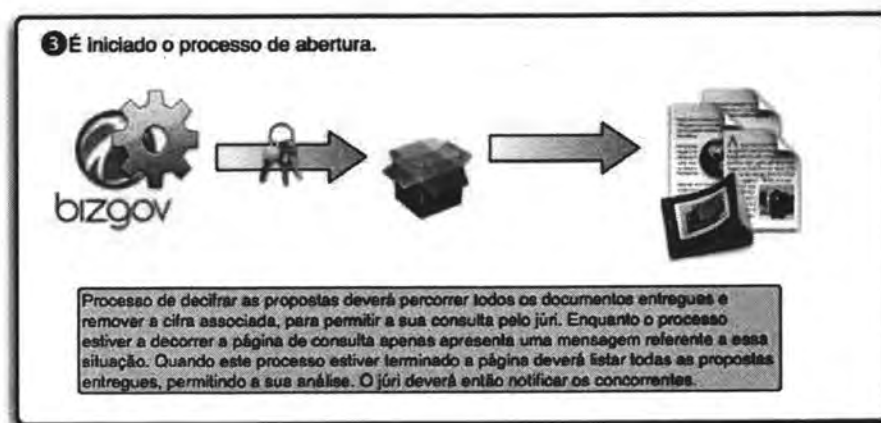 3 É iniciado o processo de abertura.
bizgov
Processo de decifrar as propostas deverá percorrer todos os documentos entregues e
remover a cifra associada, para permitir a sua consulta pelo júri. Enquanto o processo
estiver a decorrer a página de consulta apenas apresenta uma mensagem referente a essa
situação. Quando este processo estiver terminado a página deverá listar todas as propostas
entregues, permitindo a sua análise. O júri deverá então notificar os concorrentes.